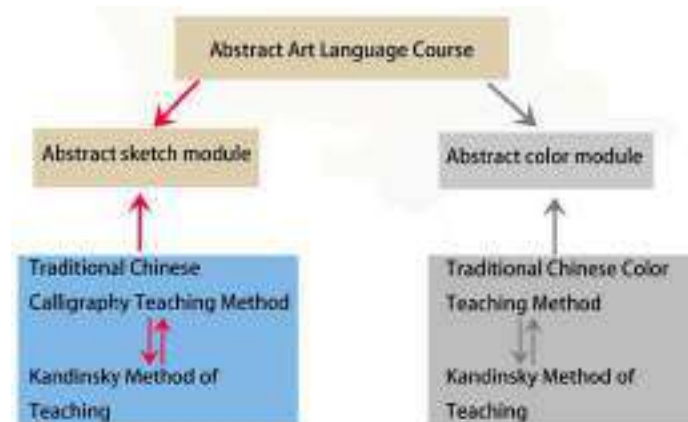 Abstract Art Language Course
Abstract sketch module
Abstract color module
Traditional Chinese
Calligraphy Teaching Method
Kandinsky Method of
Teaching
Traditional Chinese Color
Teaching Method
Kandinsky Method of
Teaching